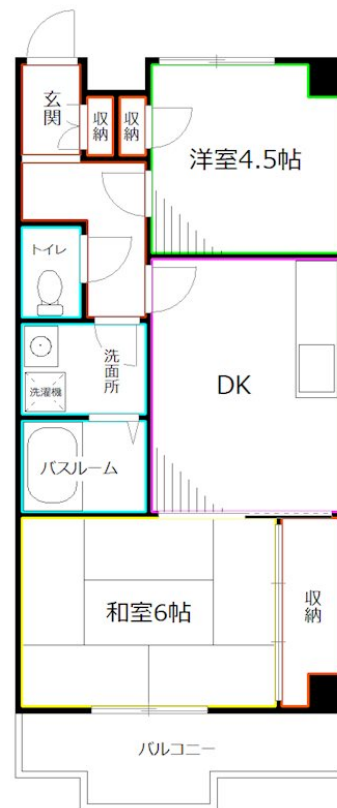 玄関
収納
収納
洋室4.5帖
トイレ
洗面所
洗濯機
DK
バスルーム
和室6帖
収納
バルコニー